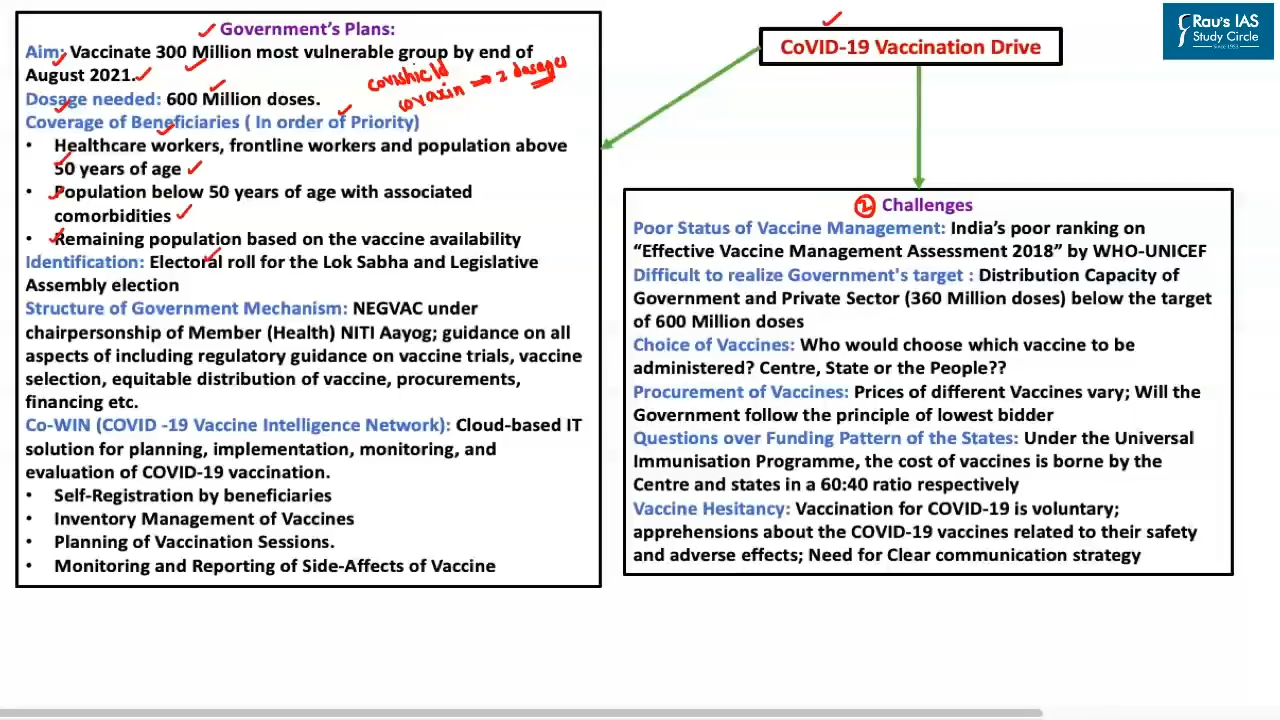 Government's Plans:
Aim: Vaccinate 300 Million most vulnerable group by end of
August 2021.
Dosage needed: 600 Million doses.
covishield
covaxin → 2 dosages
Coverage of Beneficiaries ( In order of Priority)
• Healthcare workers, frontline workers and population above
50 years of age
• Population below 50 years of age with associated
comorbidities
• Remaining population based on the vaccine availability
Identification: Electoral roll for the Lok Sabha and Legislative
Assembly election
Structure of Government Mechanism: NEGVAC under
chairpersonship of Member (Health) NITI Aayog; guidance on all
aspects of including regulatory guidance on vaccine trials, vaccine
selection, equitable distribution of vaccine, procurements,
financing etc.
Co-WIN (COVID -19 Vaccine Intelligence Network): Cloud-based IT
solution for planning, implementation, monitoring, and
evaluation of COVID-19 vaccination.
• Self-Registration by beneficiaries
• Inventory Management of Vaccines
• Planning of Vaccination Sessions.
• Monitoring and Reporting of Side-Affects of Vaccine
CoVID-19 Vaccination Drive
Rau's IAS
Study Circle
Since 1953
2 Challenges
Poor Status of Vaccine Management: India's poor ranking on
“Effective Vaccine Management Assessment 2018” by WHO-UNICEF
Difficult to realize Government's target : Distribution Capacity of
Government and Private Sector (360 Million doses) below the target
of 600 Million doses
Choice of Vaccines: Who would choose which vaccine to be
administered? Centre, State or the People??
Procurement of Vaccines: Prices of different Vaccines vary; Will the
Government follow the principle of lowest bidder
Questions over Funding Pattern of the States: Under the Universal
Immunisation Programme, the cost of vaccines is borne by the
Centre and states in a 60:40 ratio respectively
Vaccine Hesitancy: Vaccination for COVID-19 is voluntary;
apprehensions about the COVID-19 vaccines related to their safety
and adverse effects; Need for Clear communication strategy